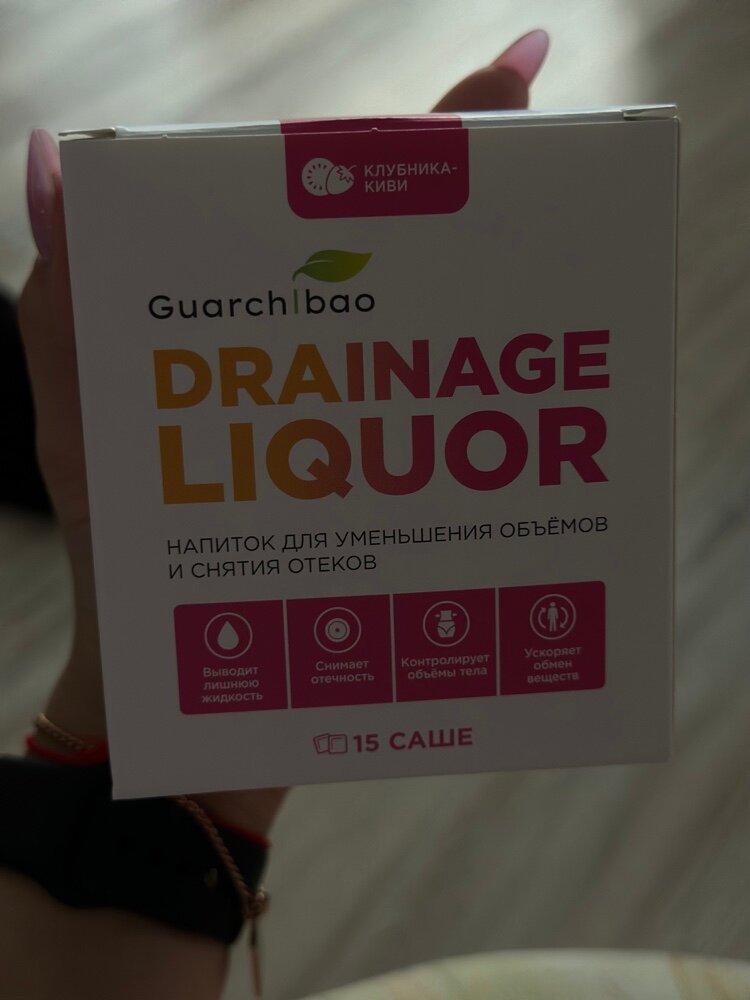 КЛУБНИКА-
КИВИ
Guarchibao
DRAINAGE
LIQUOR
НАПИТОК ДЛЯ УМЕНЬШЕНИЯ ОБЪЁМОВ
И СНЯТИЯ ОТЕКОВ
Выводит
лишнюю
жидкость
Снимает
отечность
Контролирует
объёмы тела
Ускоряет
обмен
веществ
15 САШЕ